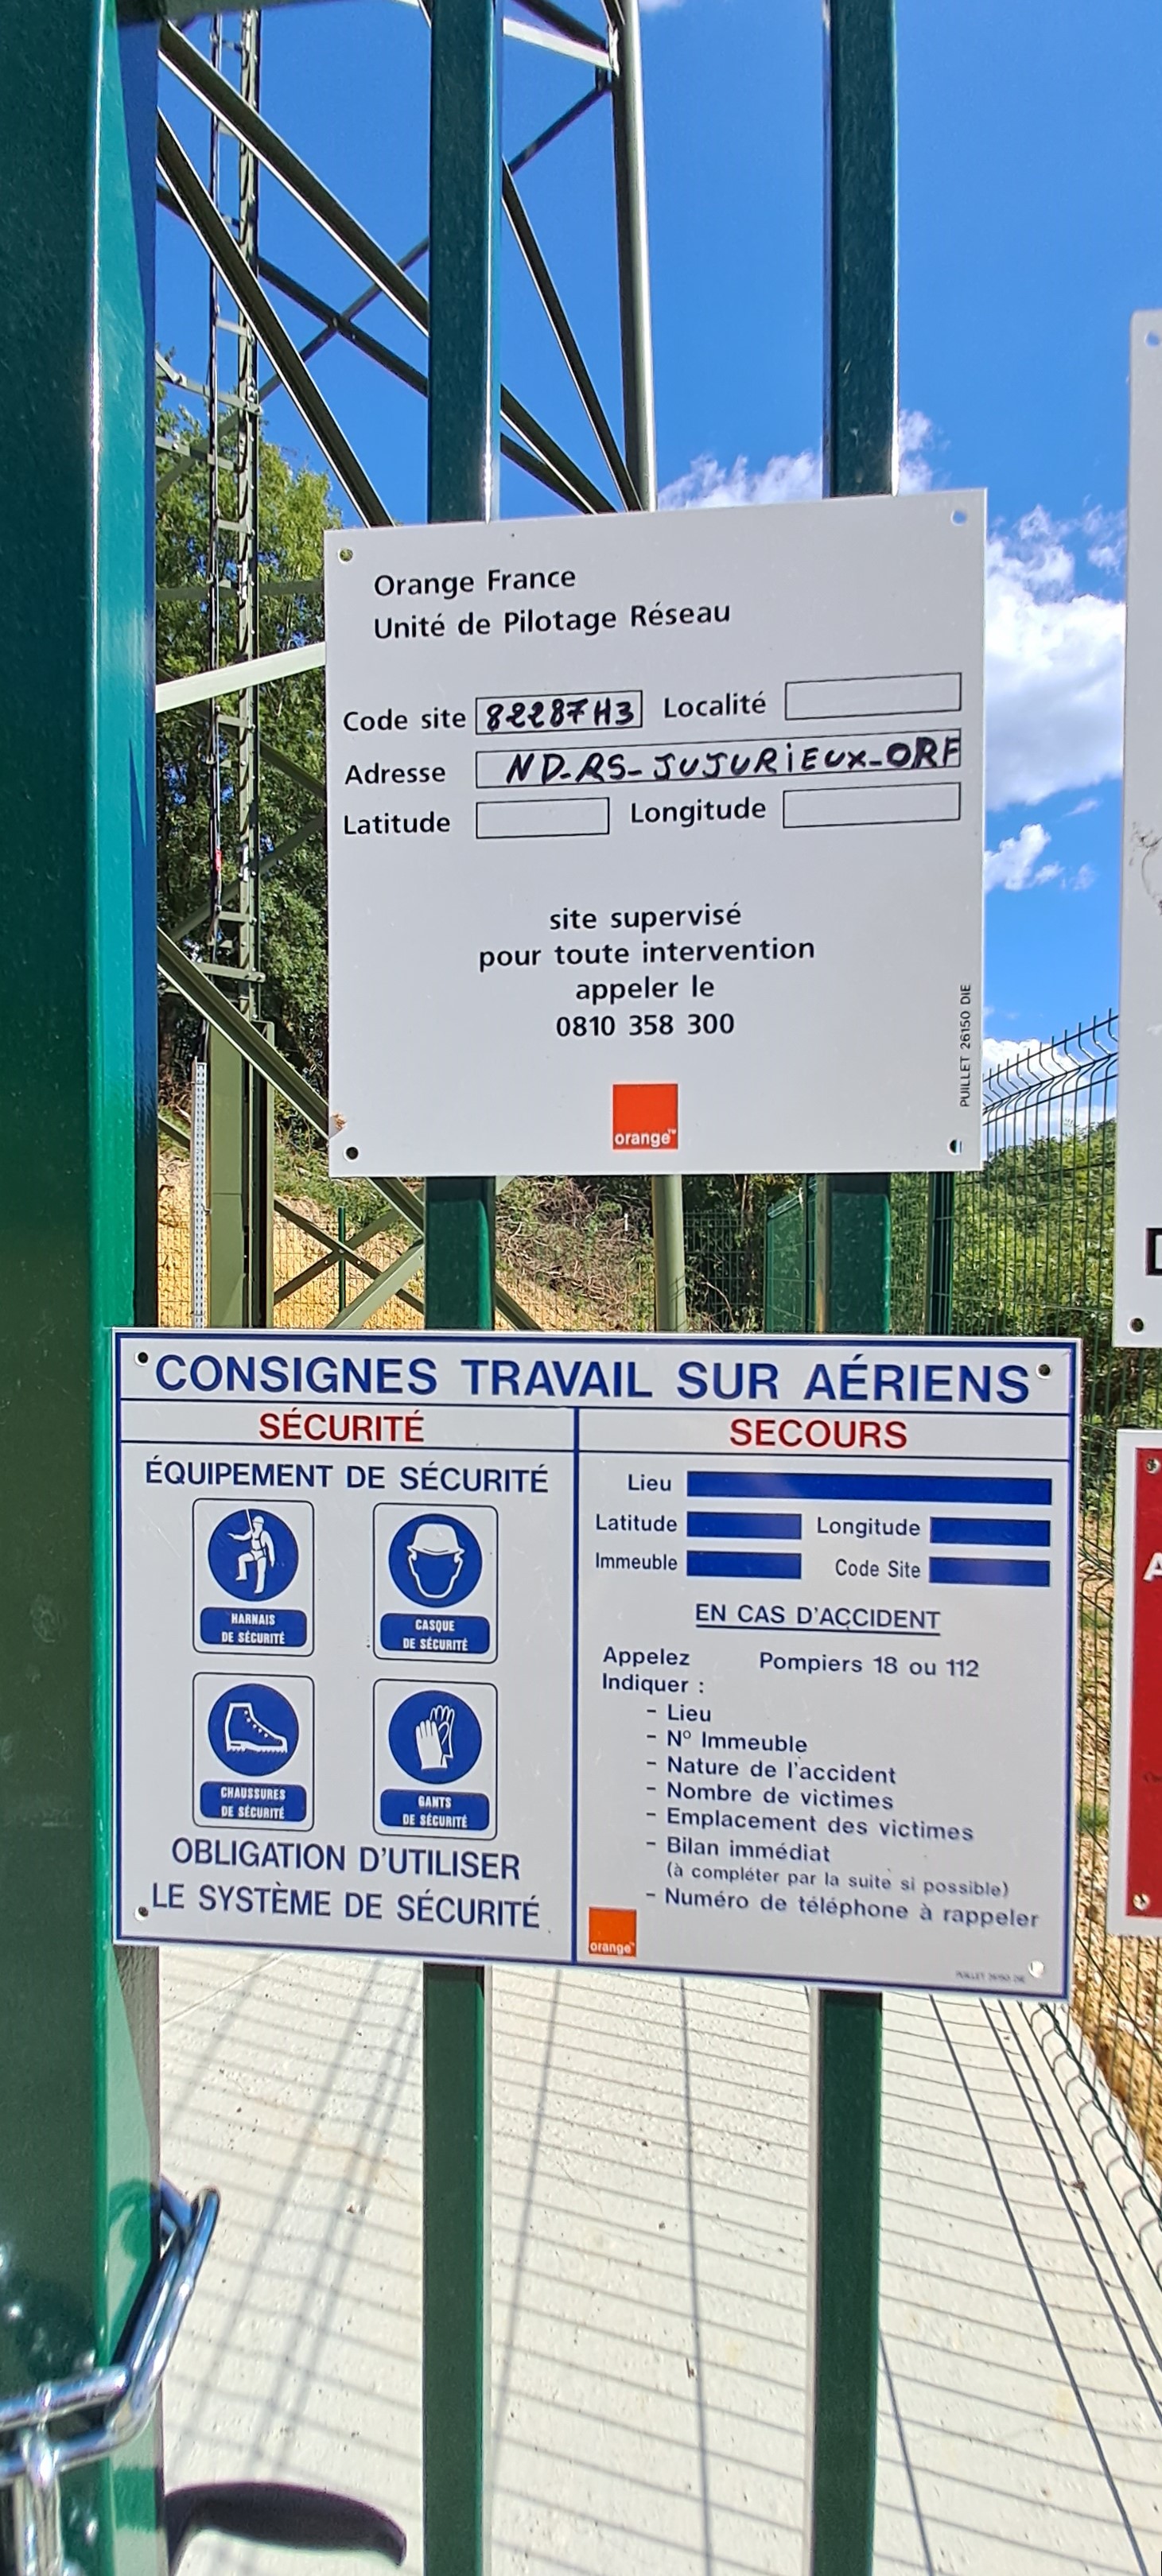 Orange France
Unité de Pilotage Réseau
Code site 82287H3 Localité
Adresse ND-RS-JUJURiEUX-ORF
Latitude Longitude
site supervisé
pour toute intervention
appeler le
0810 358 300
orange™
PUILLET 26150 DIE
CONSIGNES TRAVAIL SUR AÉRIENS
SÉCURITÉ
ÉQUIPEMENT DE SÉCURITÉ
HARNAIS
DE SÉCURITÉ
CASQUE
DE SÉCURITÉ
CHAUSSURES
DE SÉCURITÉ
GANTS
DE SÉCURITÉ
OBLIGATION D'UTILISER
LE SYSTÈME DE SÉCURITÉ
SECOURS
Lieu
Latitude Longitude
Immeuble Code Site
EN CAS D'ACCIDENT
Appelez Pompiers 18 ou 112
Indiquer :
- Lieu
- N° Immeuble
- Nature de l'accident
- Nombre de victimes
- Emplacement des victimes
- Bilan immédiat
(à compléter par la suite si possible)
- Numéro de téléphone à rappeler
orange™
PUILLET 26150 DIE